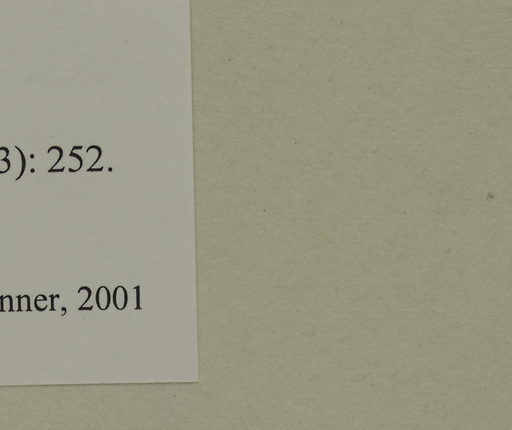 3): 252.
nner, 2001